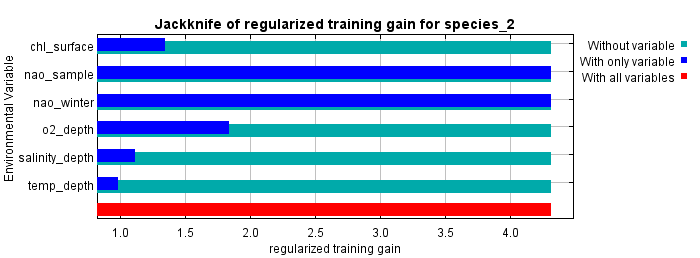 Jackknife of regularized training gain for species_2
Environmental Variable
chl_surface
nao_sample
nao_winter
o2_depth
salinity_depth
temp_depth
Without variable
With only variable
With all variables
1.0 1.5 2.0 2.5 3.0 3.5 4.0
regularized training gain